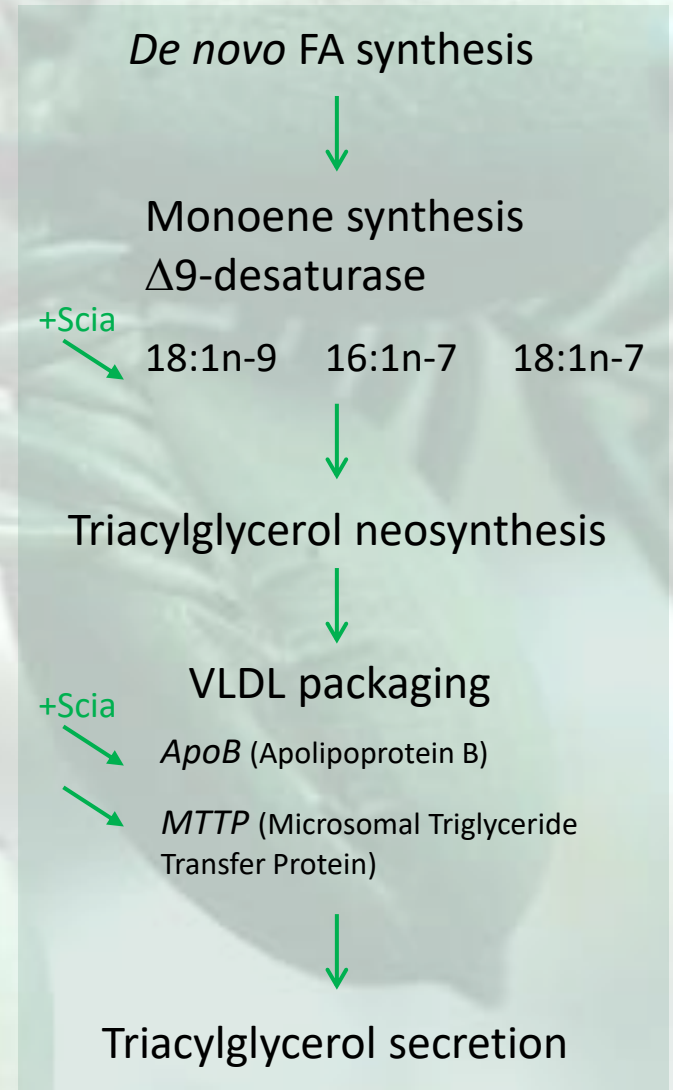 De novo FA synthesis
Monoene synthesis
Δ9-desaturase
+Scia
18:1n-9 16:1n-7 18:1n-7
Triacylglycerol neosynthesis
VLDL packaging
+Scia
ApoB (Apolipoprotein B)
MTTP (Microsomal Triglyceride
Transfer Protein)
Triacylglycerol secretion